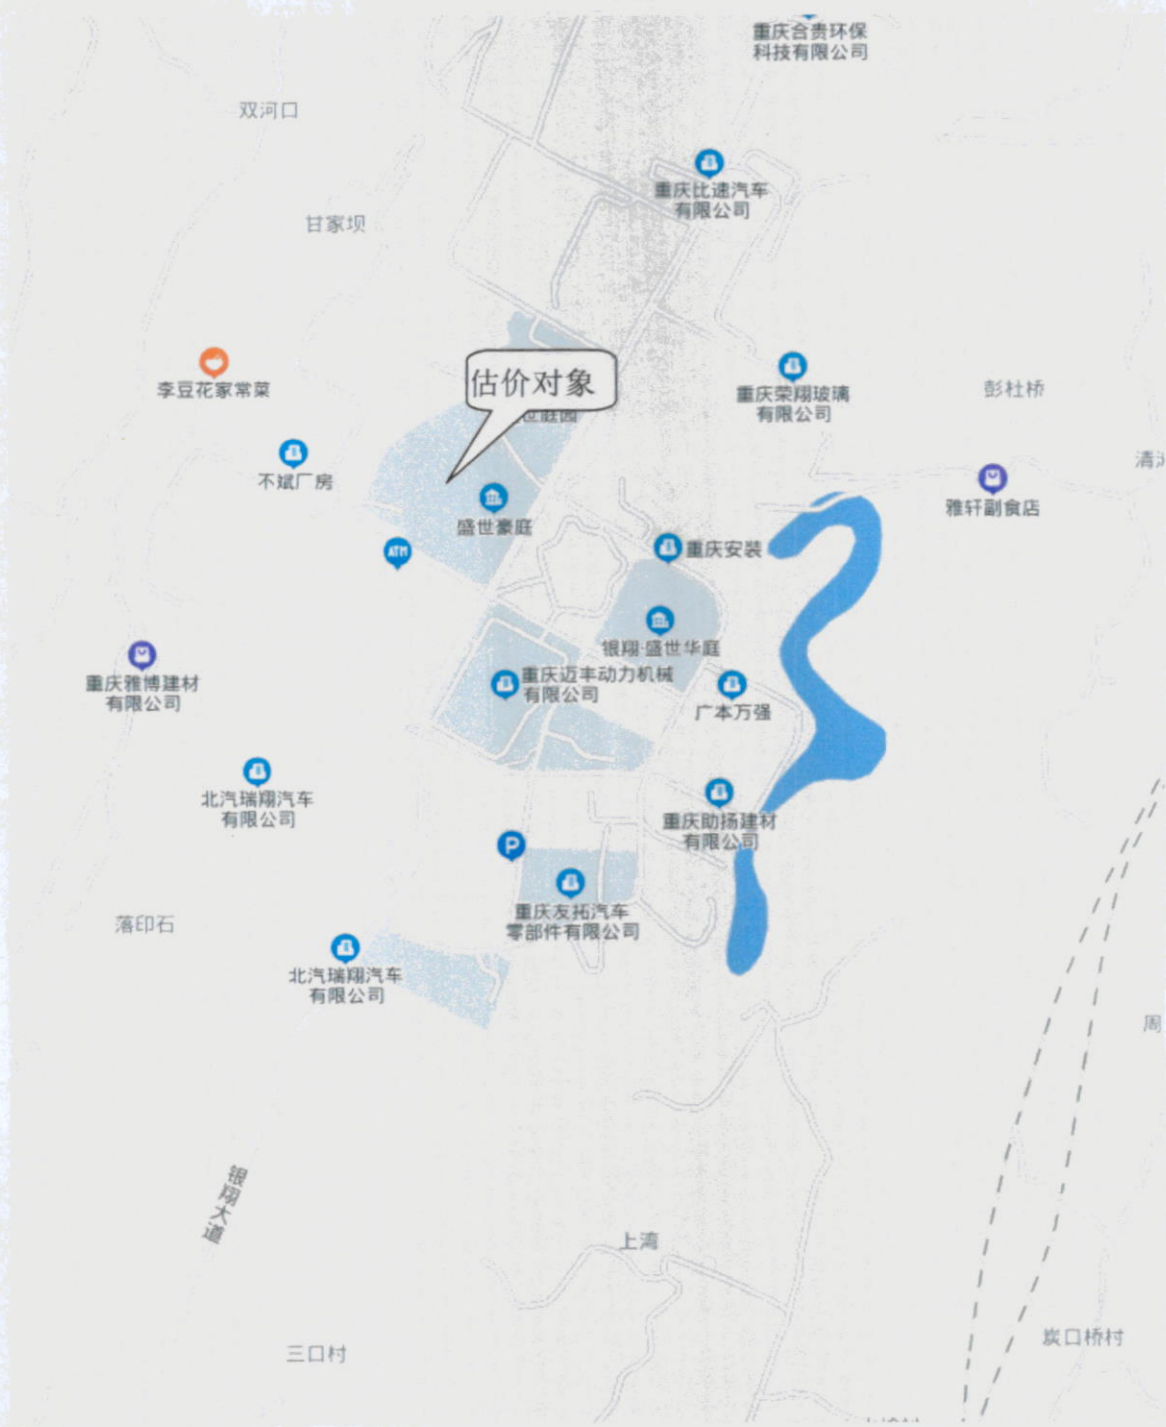 重庆合贵环保
科技有限公司
双河口
重庆比速汽车
有限公司
甘家坝
李豆花家常菜
估价对象
庭园
重庆荣翔玻璃
有限公司
彭杜桥
不斌厂房
清
雅轩副食店
盛世豪庭
ATM
重庆安装
银翔·盛世华庭
重庆雅博建材
有限公司
重庆迈丰动力机械
有限公司
广本万强
北汽瑞翔汽车
有限公司
重庆助扬建材
有限公司
P
落印石
重庆友拓汽车
零部件有限公司
北汽瑞翔汽车
有限公司
周
银翔大道
上湾
三口村
炭口桥村